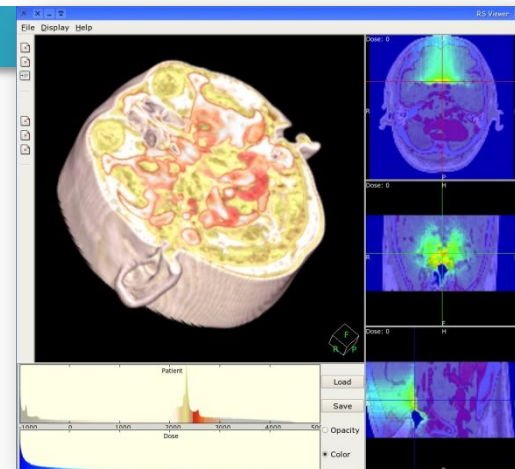 RS Viewer
File Display Help
Dose: 0
R
P
Dose: 0
H
R
F
Dose: 0
H
F
R P
Patient
-1000 0 1000 2000 3000 4000
Dose
Load
Save
Opacity
Color